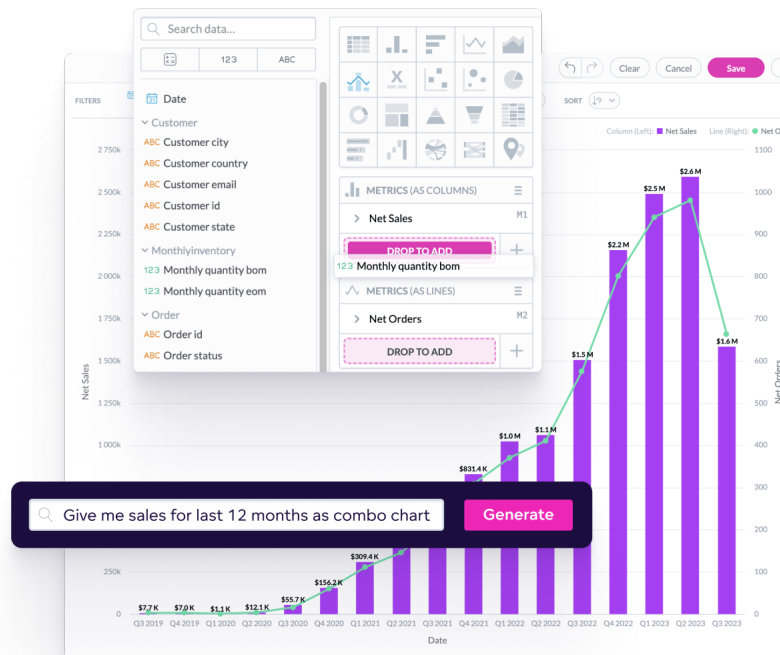 Search data...
123
ABC
Date
Customer
ABC Customer city
ABC Customer country
ABC Customer email
ABC Customer id
ABC Customer state
Monthlyinventory
123 Monthly quantity bom
123 Monthly quantity eom
Order
ABC Order id
ABC Order status
METRICS (AS COLUMNS)
Net Sales M1
DROP TO ADD
123 Monthly quantity bom
METRICS (AS LINES)
Net Orders M2
DROP TO ADD
Clear
Cancel
Save
FILTERS
SORT
Column (Left): Net Sales Line (Right): Net O
2 750k
2 500k
2 250k
2 000k
1 750k
1 500k
1 250k
1 000k
250k
0
Net Sales
$7.7 K
$7.0 K
$1.1 K
$12.1 K
$55.7 K
$156.2 K
$309.4 K
$831.4 K
$1.0 M
$1.1 M
$1.5 M
$2.2 M
$2.5 M
$2.6 M
$1.6 M
1100
1000
900
800
700
600
500
400
300
200
100
0
Net Orders
Give me sales for last 12 months as combo chart
Generate
Q3 2019 Q4 2019 Q1 2020 Q2 2020 Q3 2020 Q4 2020 Q1 2021 Q2 2021 Q3 2021 Q4 2021 Q1 2022 Q2 2022 Q3 2022 Q4 2022 Q1 2023 Q2 2023 Q3 2023
Date